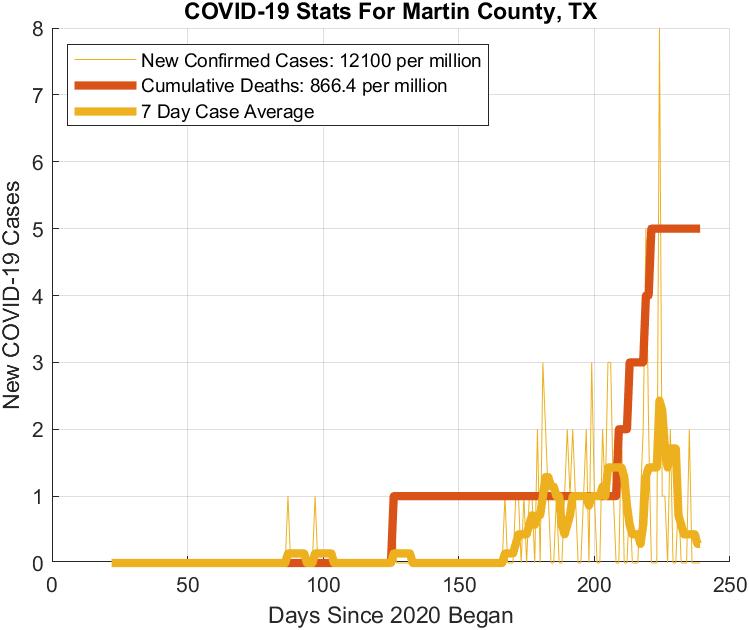 COVID-19 Stats For Martin County, TX
New Confirmed Cases: 12100 per million
Cumulative Deaths: 866.4 per million
7 Day Case Average
New COVID-19 Cases
8
7
6
5
4
3
2
1
0
0 50 100 150 200 250
Days Since 2020 Began